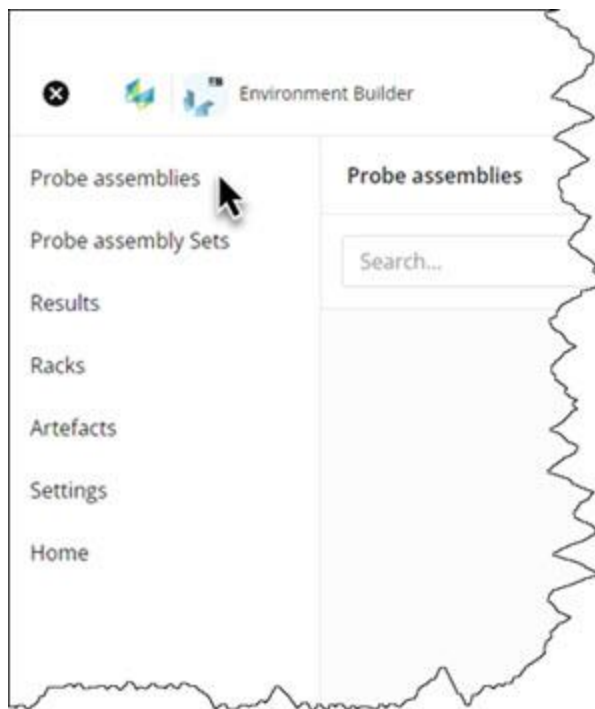 Environment Builder
Probe assemblies
Probe assembly Sets
Results
Racks
Artefacts
Settings
Home
Probe assemblies
Search...